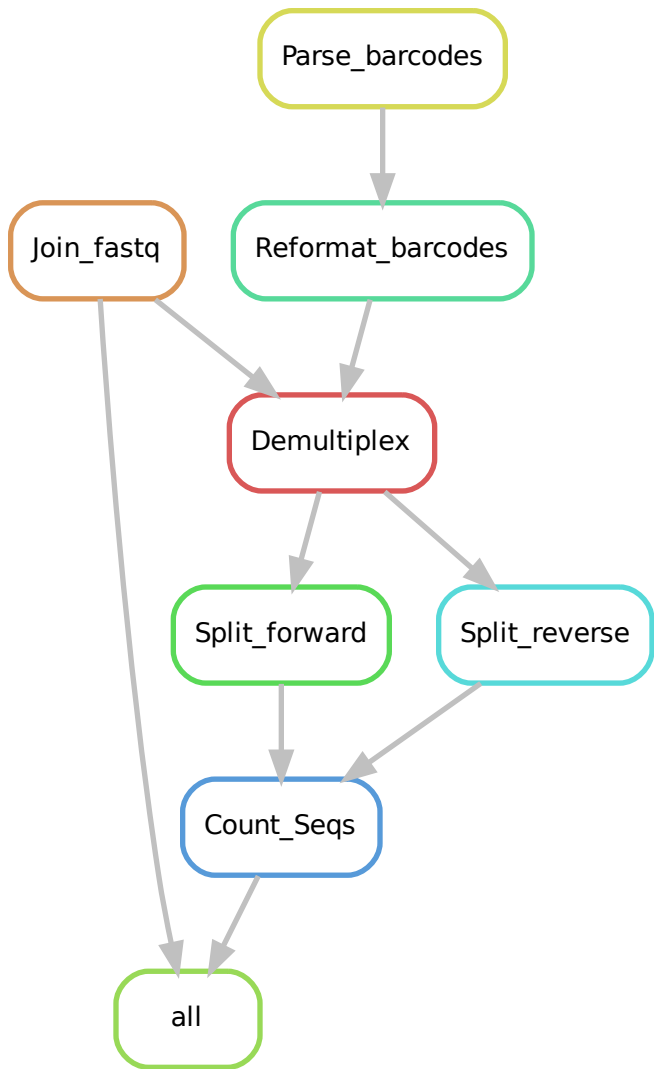 Parse_barcodes
Join_fastq
Reformat_barcodes
Demultiplex
Split_forward
Split_reverse
Count_Seqs
all